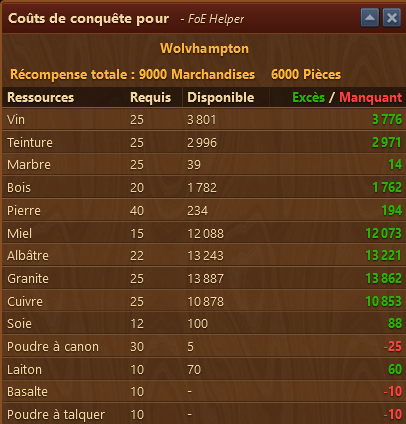 Coûts de conquête pour - FoE Helper
Wolvhampton
Récompense totale : 9000 Marchandises 6000 Pièces
Ressources Requis Disponible Excès / Manquant
Vin 25 3 801 3 776
Teinture 25 2 996 2 971
Marbre 25 39 14
Bois 20 1 782 1 762
Pierre 40 234 194
Miel 15 12 088 12 073
Albâtre 22 13 243 13 221
Granite 25 13 887 13 862
Cuivre 25 10 878 10 853
Soie 12 100 88
Poudre à canon 30 5 -25
Laiton 10 70 60
Basalte 10 - -10
Poudre à talquer 10 - -10